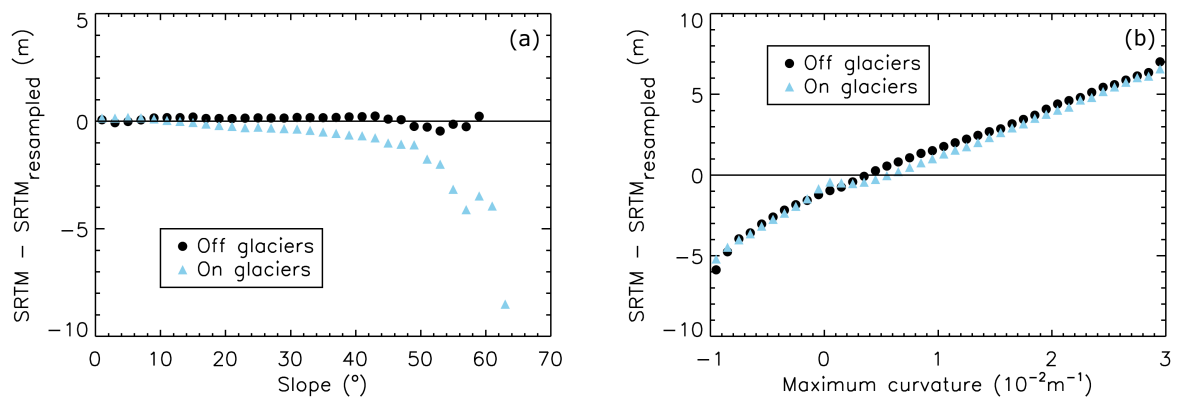 (a)
SRTM − SRTM_resampled (m)
5
0
−5
−10
Off glaciers
On glaciers
0 10 20 30 40 50 60 70
Slope (°)
(b)
SRTM − SRTM_resampled (m)
10
5
0
−5
−10
Off glaciers
On glaciers
−1 0 1 2 3
Maximum curvature (10⁻²m⁻¹)